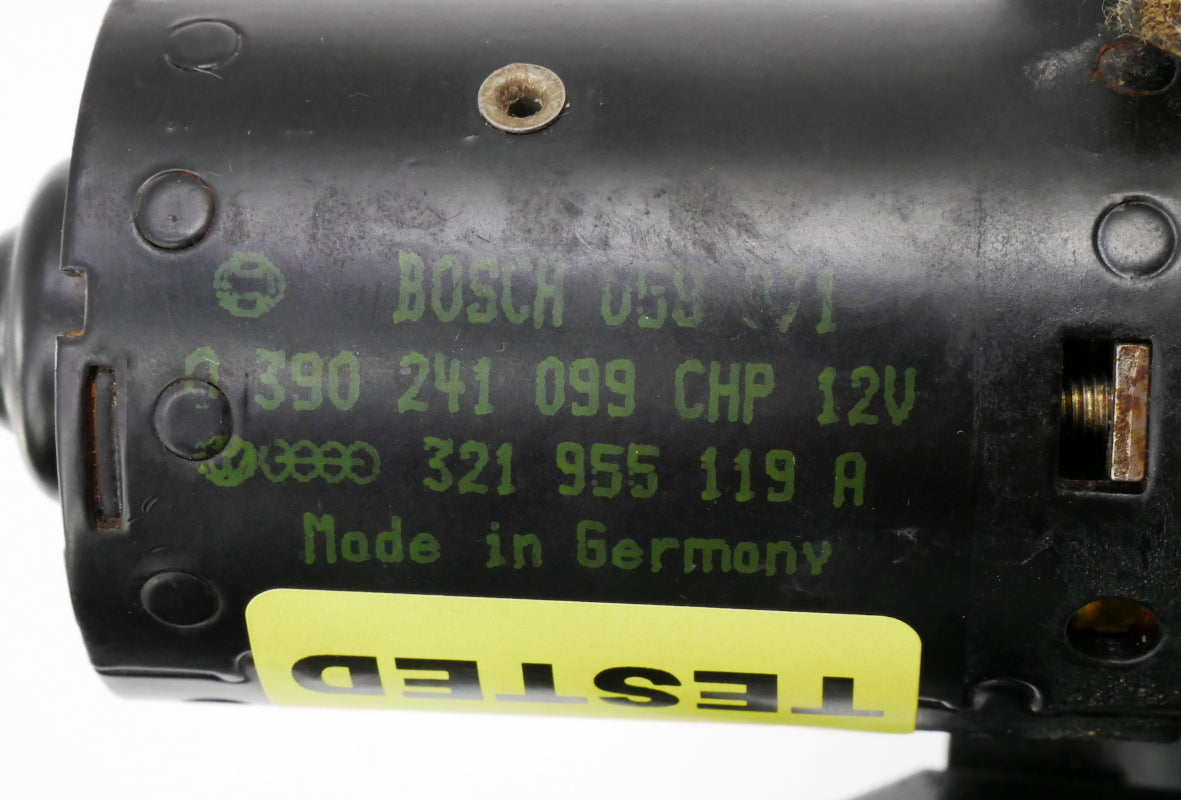 BOSCH 058
0 390 241 099 CHP 12V
321 955 119 A
Made in Germany
TESTED